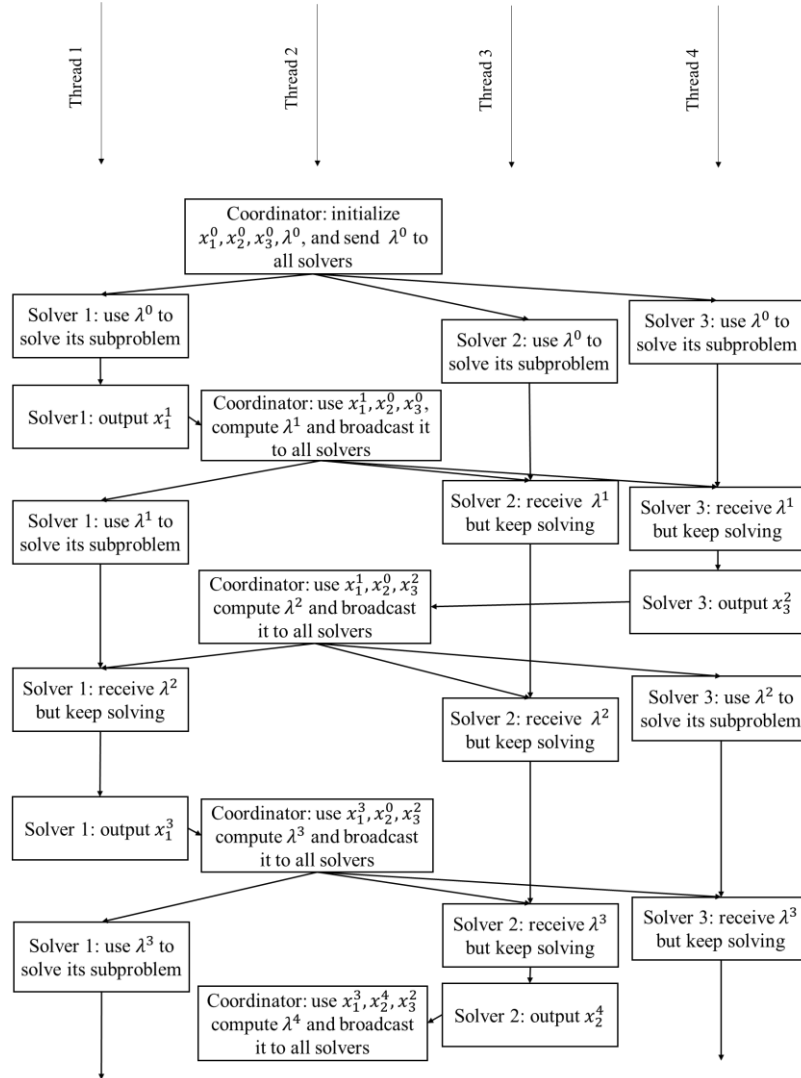 Thread 1
Thread 2
Thread 3
Thread 4
Coordinator: initialize
x₁⁰, x₂⁰, x₃⁰, λ⁰, and send λ⁰ to
all solvers
Solver 1: use λ⁰ to
solve its subproblem
Solver 2: use λ⁰ to
solve its subproblem
Solver 3: use λ⁰ to
solve its subproblem
Solver1: output x₁¹
Coordinator: use x₁¹, x₂⁰, x₃⁰,
compute λ¹ and broadcast it
to all solvers
Solver 1: use λ¹ to
solve its subproblem
Solver 2: receive λ¹
but keep solving
Solver 3: receive λ¹
but keep solving
Coordinator: use x₁¹, x₂⁰, x₃²
compute λ² and broadcast
it to all solvers
Solver 3: output x₃²
Solver 1: receive λ²
but keep solving
Solver 2: receive λ²
but keep solving
Solver 3: use λ² to
solve its subproblem
Solver 1: output x₁³
Coordinator: use x₁³, x₂⁰, x₃²
compute λ³ and broadcast
it to all solvers
Solver 1: use λ³ to
solve its subproblem
Solver 2: receive λ³
but keep solving
Solver 3: receive λ³
but keep solving
Coordinator: use x₁³, x₂⁴, x₃²
compute λ⁴ and broadcast
it to all solvers
Solver 2: output x₂⁴